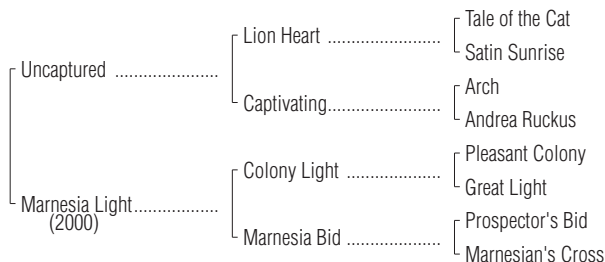 Tale of the Cat
Lion Heart ........................
Satin Sunrise
Uncaptured ......................
Arch
Captivating........................
Andrea Ruckus
Pleasant Colony
Colony Light ....................
Great Light
Marnesia Light..................
(2000)
Prospector's Bid
Marnesia Bid ....................
Marnesian's Cross